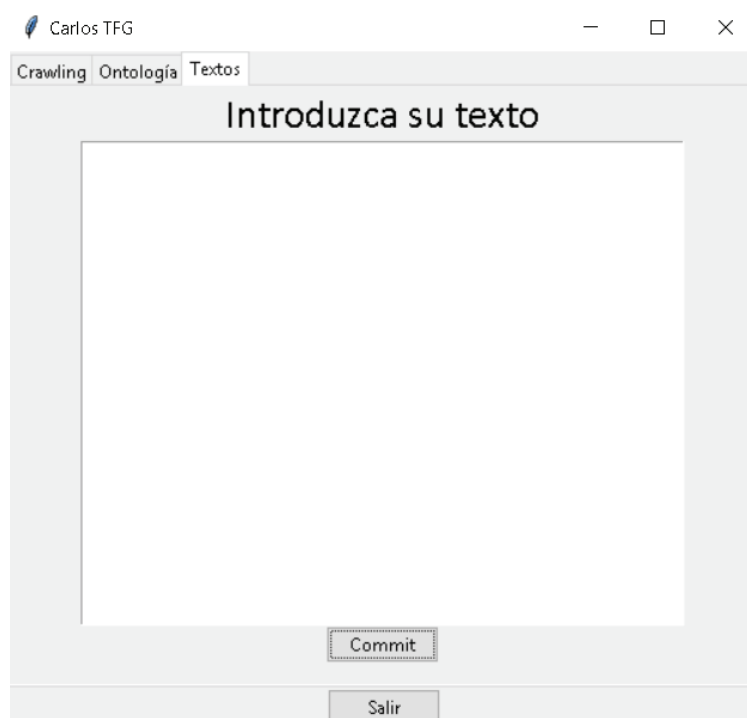 Carlos TFG
Crawling Ontología Textos
Introduzca su texto
Commit
Salir